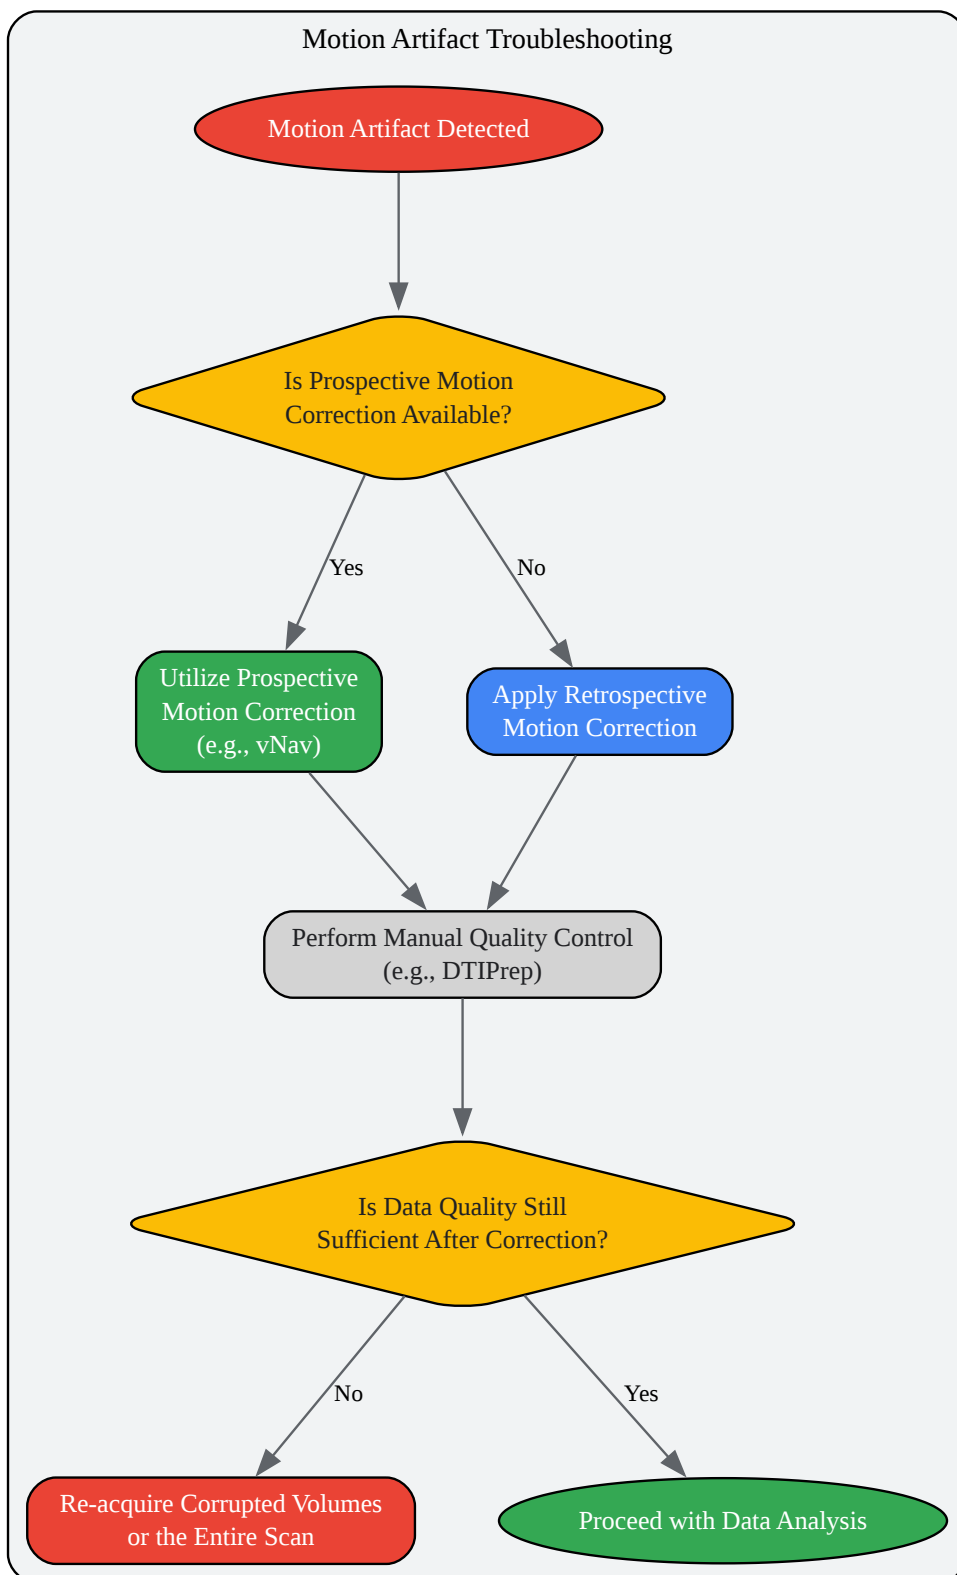 Motion Artifact Troubleshooting
Motion Artifact Detected
Is Prospective Motion
Correction Available?
Yes
No
Utilize Prospective
Motion Correction
(e.g., vNav)
Apply Retrospective
Motion Correction
Perform Manual Quality Control
(e.g., DTIPrep)
Is Data Quality Still
Sufficient After Correction?
No
Yes
Re-acquire Corrupted Volumes
or the Entire Scan
Proceed with Data Analysis